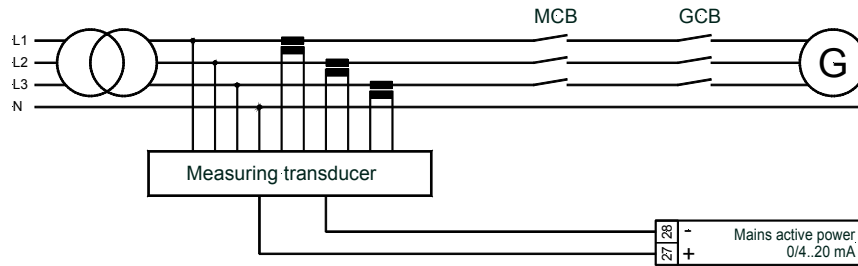 MCB GCB
L1
L2
G
L3
N
Measuring transducer
28 - Mains active power
27 + 0/4..20 mA